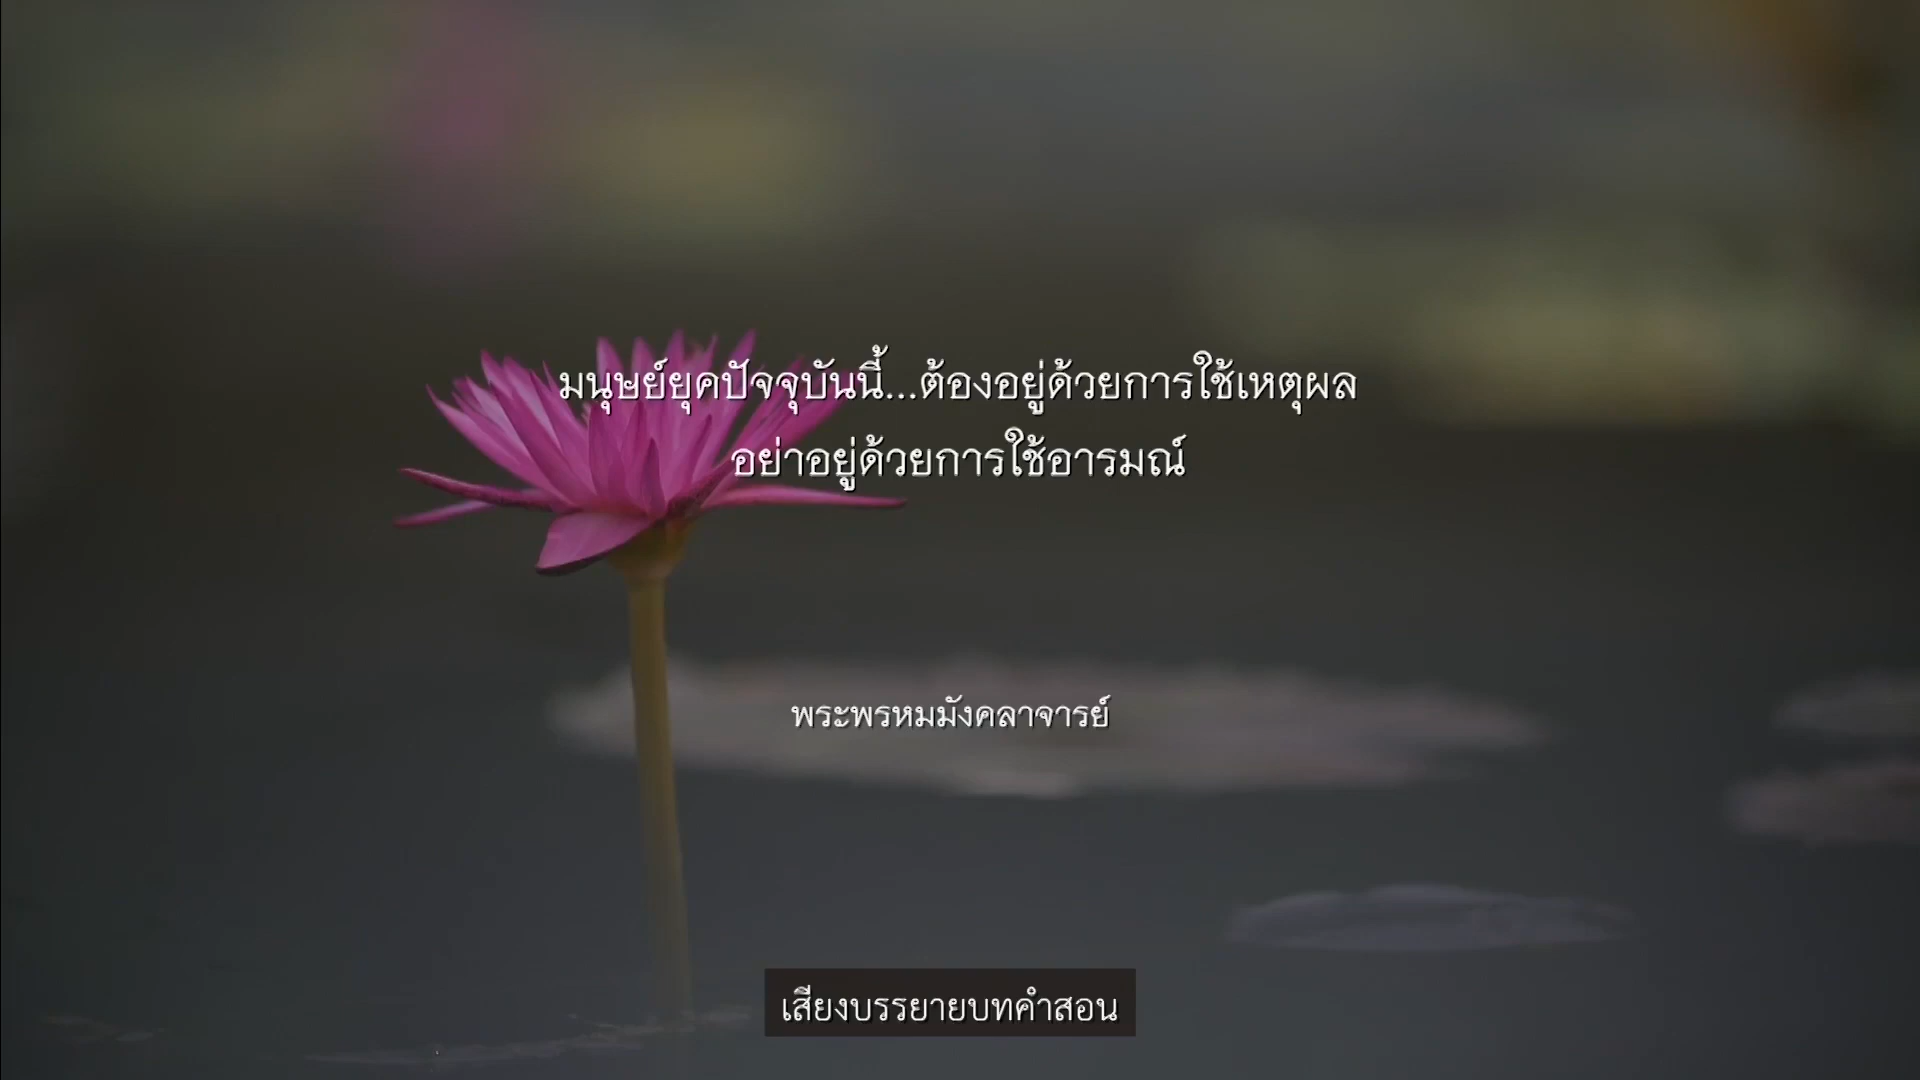 มนุษย์ยุคปัจจุบันนี้...ต้องอยู่ด้วยการใช้เหตุผล
อย่าอยู่ด้วยการใช้อารมณ์
พระพรหมมังคลาจารย์
เสียงบรรยายบทคำสอน